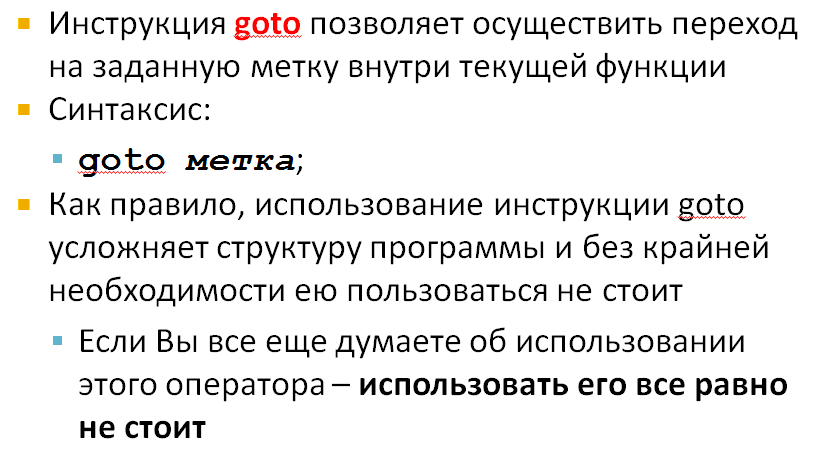 Инструкция goto позволяет осуществить переход
на заданную метку внутри текущей функции
Синтаксис:
goto метка;
Как правило, использование инструкции goto
усложняет структуру программы и без крайней
необходимости ею пользоваться не стоит
Если Вы все еще думаете об использовании
этого оператора – использовать его все равно
не стоит